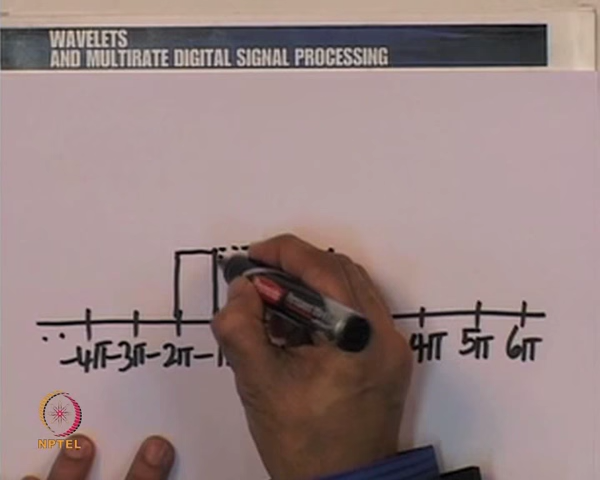 WAVELETS
AND MULTIRATE DIGITAL SIGNAL PROCESSING
-4π -3π -2π -π 4π 5π 6π
NPTEL